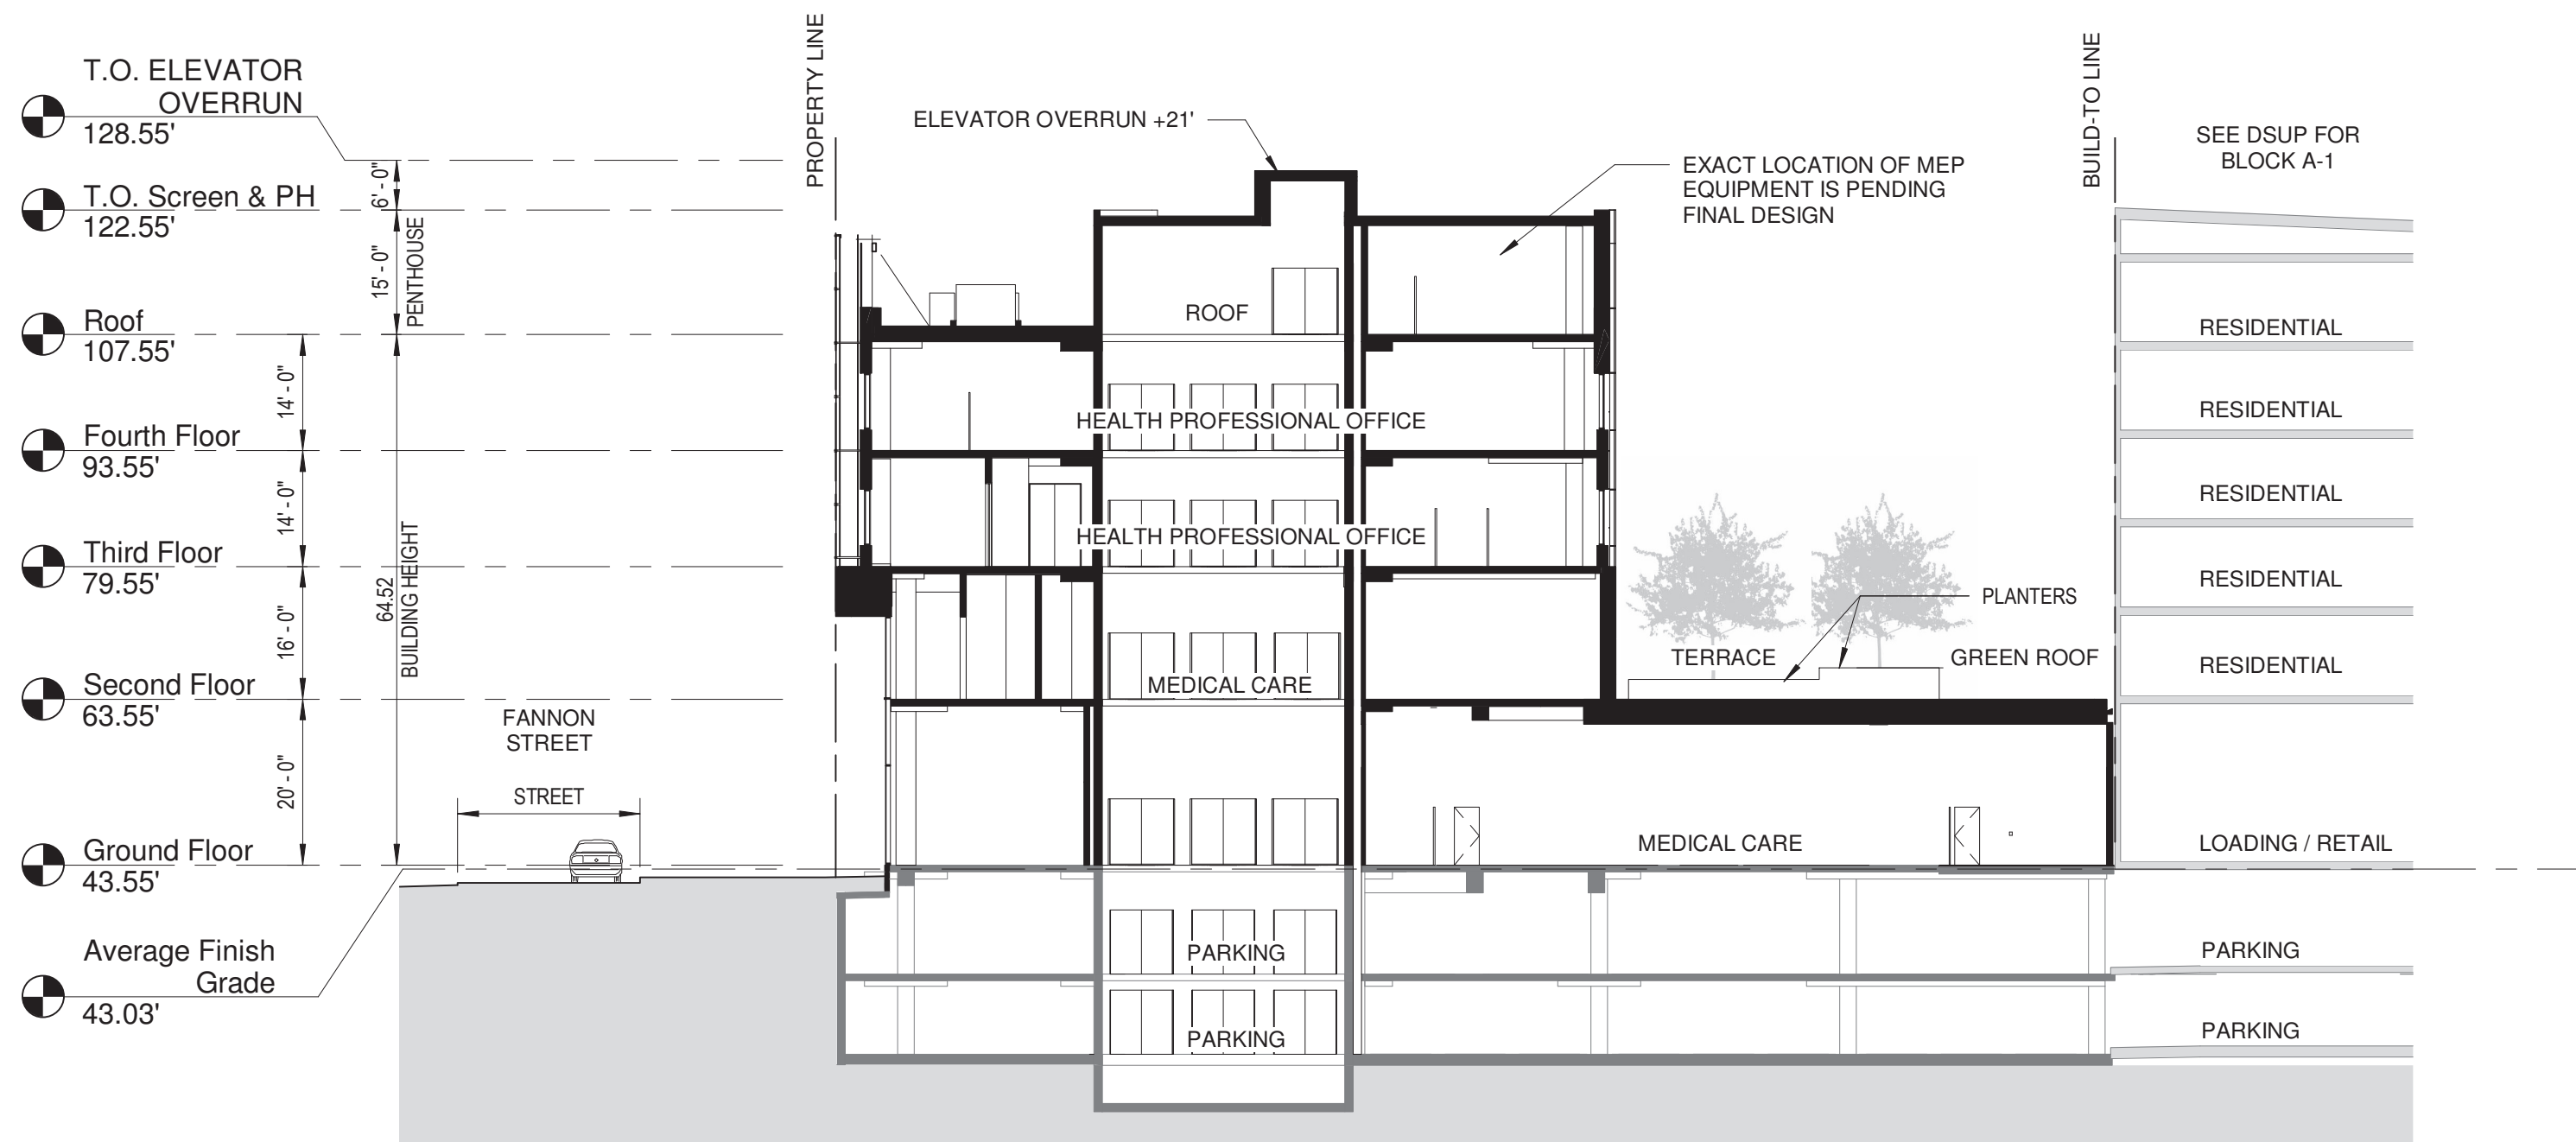 T.O. ELEVATOR
OVERRUN
128.55'
T.O. Screen & PH
122.55'
Roof
107.55'
Fourth Floor
93.55'
Third Floor
79.55'
Second Floor
63.55'
Ground Floor
43.55'
Average Finish
Grade
43.03'
6' - 0"
15' - 0"
PENTHOUSE
14' - 0"
14' - 0"
16' - 0"
20' - 0"
64.52
BUILDING HEIGHT
FANNON
STREET
STREET
PROPERTY LINE
ELEVATOR OVERRUN +21'
EXACT LOCATION OF MEP
EQUIPMENT IS PENDING
FINAL DESIGN
ROOF
HEALTH PROFESSIONAL OFFICE
HEALTH PROFESSIONAL OFFICE
MEDICAL CARE
PLANTERS
TERRACE
GREEN ROOF
MEDICAL CARE
PARKING
PARKING
BUILD-TO LINE
SEE DSUP FOR
BLOCK A-1
RESIDENTIAL
RESIDENTIAL
RESIDENTIAL
RESIDENTIAL
RESIDENTIAL
LOADING / RETAIL
PARKING
PARKING